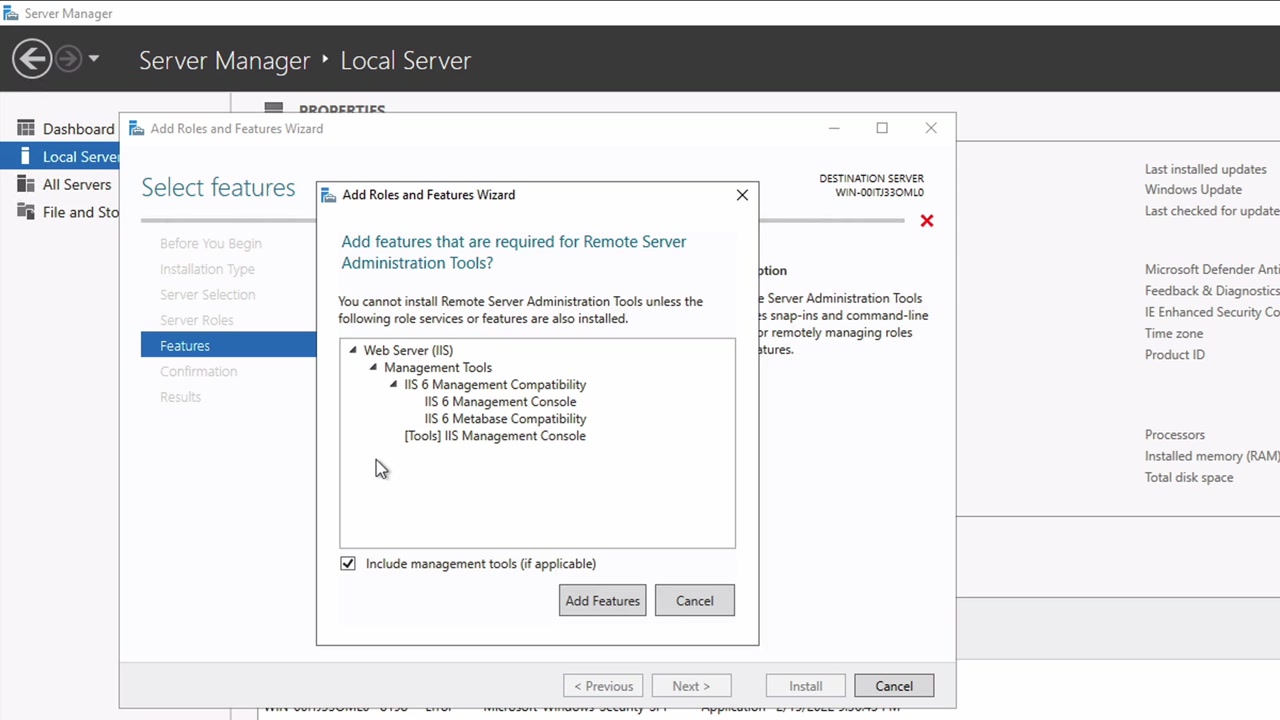 Server Manager
Server Manager ‣ Local Server
PROPERTIES
Dashboard
Local Server
All Servers
File and Sto
Add Roles and Features Wizard
Select features
DESTINATION SERVER
WIN-00ITJ33OML0
Before You Begin
Installation Type
Server Selection
Server Roles
Features
Confirmation
Results
Add Roles and Features Wizard
Add features that are required for Remote Server
Administration Tools?
You cannot install Remote Server Administration Tools unless the
following role services or features are also installed.
Web Server (IIS)
Management Tools
IIS 6 Management Compatibility
IIS 6 Management Console
IIS 6 Metabase Compatibility
[Tools] IIS Management Console
Include management tools (if applicable)
Add Features
Cancel
ption
e Server Administration Tools
es snap-ins and command-line
or remotely managing roles
atures.
< Previous
Next >
Install
Cancel
Last installed updates
Windows Update
Last checked for update
Microsoft Defender Anti
Feedback & Diagnostics
IE Enhanced Security Co
Time zone
Product ID
Processors
Installed memory (RAM)
Total disk space